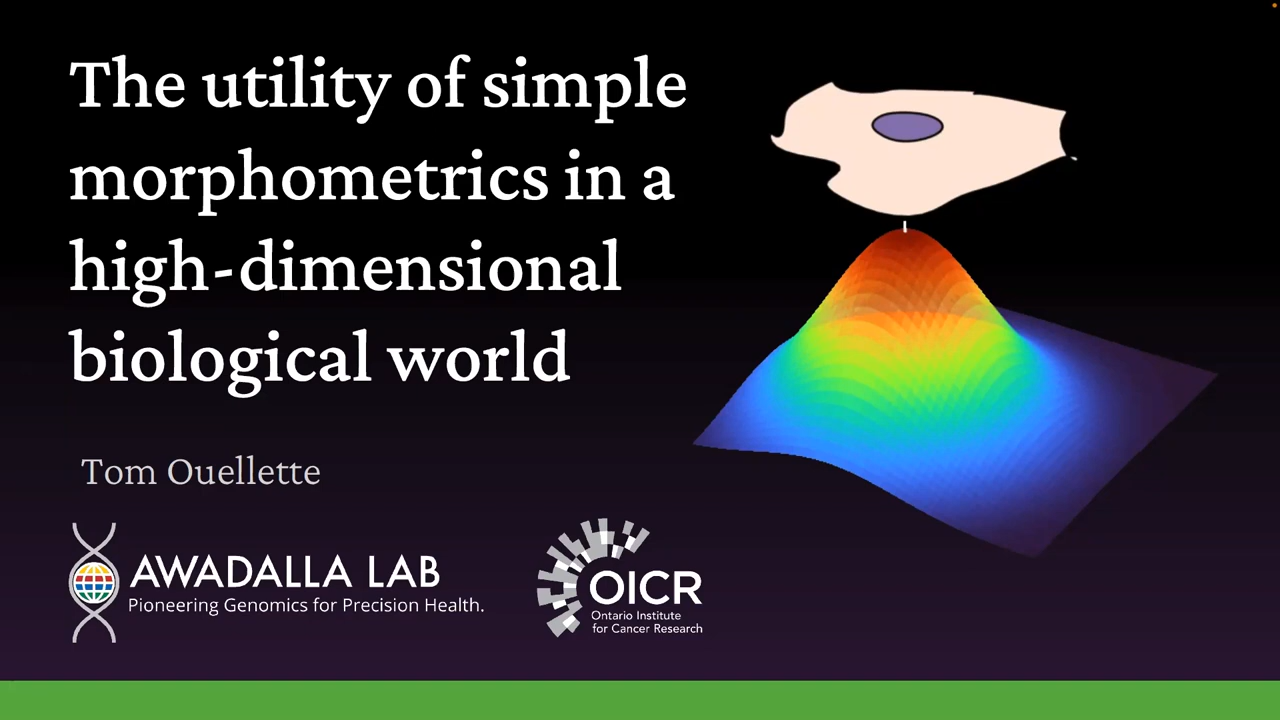 The utility of simple
morphometrics in a
high-dimensional
biological world
Tom Ouellette
AWADALLA LAB
Pioneering Genomics for Precision Health.
OICR
Ontario Institute
for Cancer Research